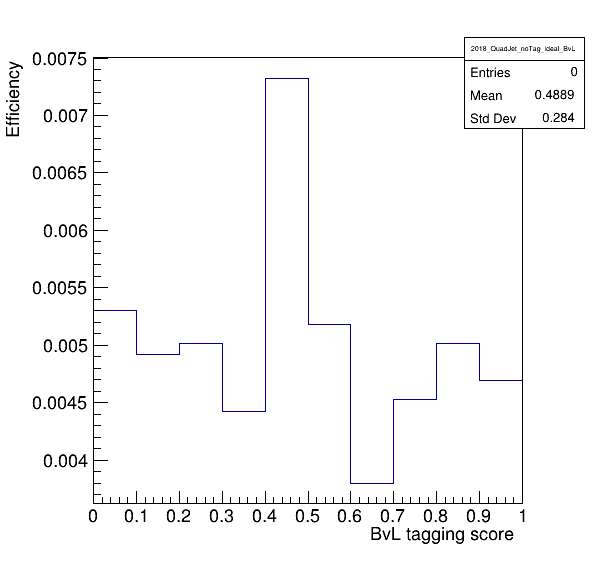 2018_QuadJet_noTag_ideal_BvL
Entries 0
Mean 0.4889
Std Dev 0.284
Efficiency
0.0075
0.007
0.0065
0.006
0.0055
0.005
0.0045
0.004
0 0.1 0.2 0.3 0.4 0.5 0.6 0.7 0.8 0.9 1
BvL tagging score